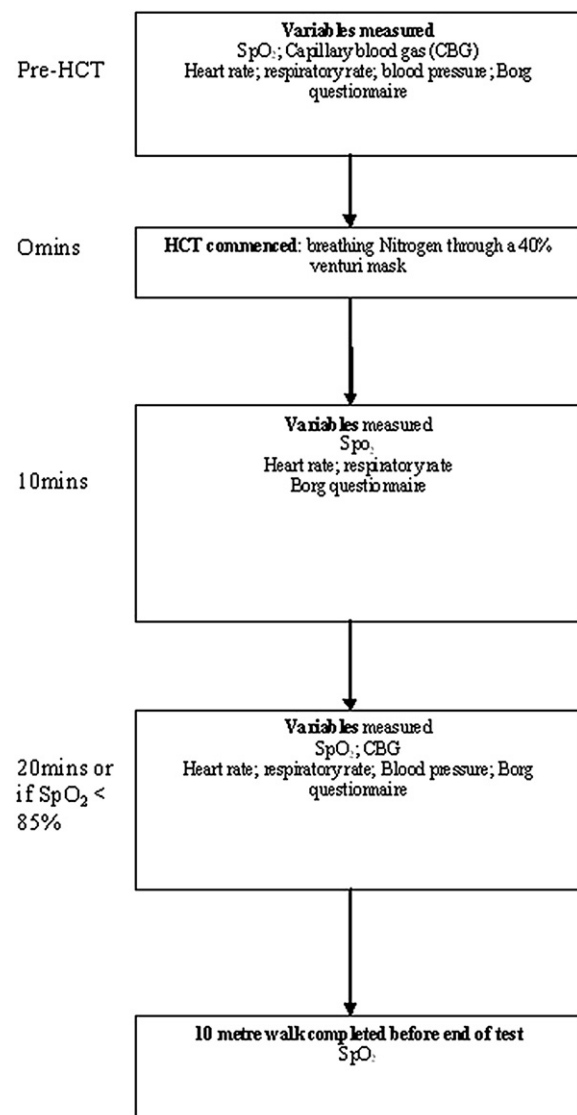 Pre-HCT
Variables measured
SpO₂; Capillary blood gas (CBG)
Heart rate; respiratory rate; blood pressure; Borg
questionnaire
0mins
HCT commenced: breathing Nitrogen through a 40%
venturi mask
10mins
Variables measured
Spo₂
Heart rate; respiratory rate
Borg questionnaire
20mins or
if SpO₂ <
85%
Variables measured
SpO₂; CBG
Heart rate; respiratory rate; Blood pressure; Borg
questionnaire
10 metre walk completed before end of test
SpO₂